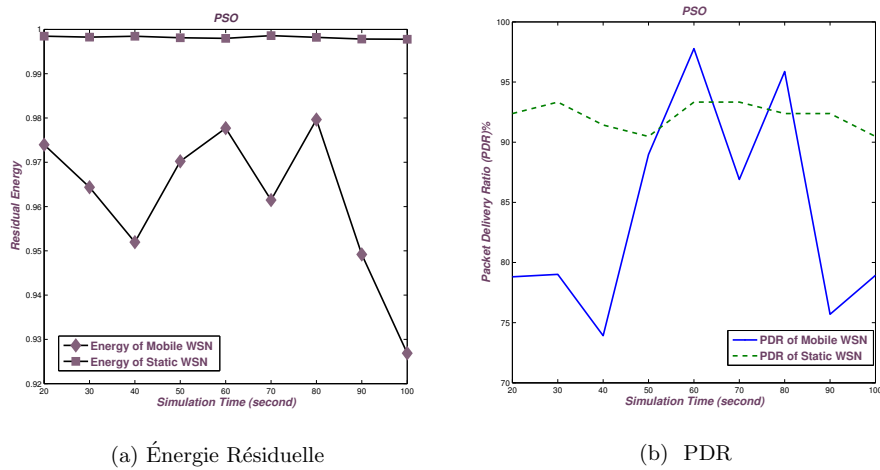 PSO
1
0.99
0.98
0.97
0.96
0.95
0.94
0.93
0.92
Residual Energy
Energy of Mobile WSN
Energy of Static WSN
20 30 40 50 60 70 80 90 100
Simulation Time (second)
(a) Énergie Résiduelle
PSO
100
95
90
85
80
75
70
Packet Delivery Ratio (PDR)%
PDR of Mobile WSN
PDR of Static WSN
20 30 40 50 60 70 80 90 100
Simulation Time (second)
(b) PDR